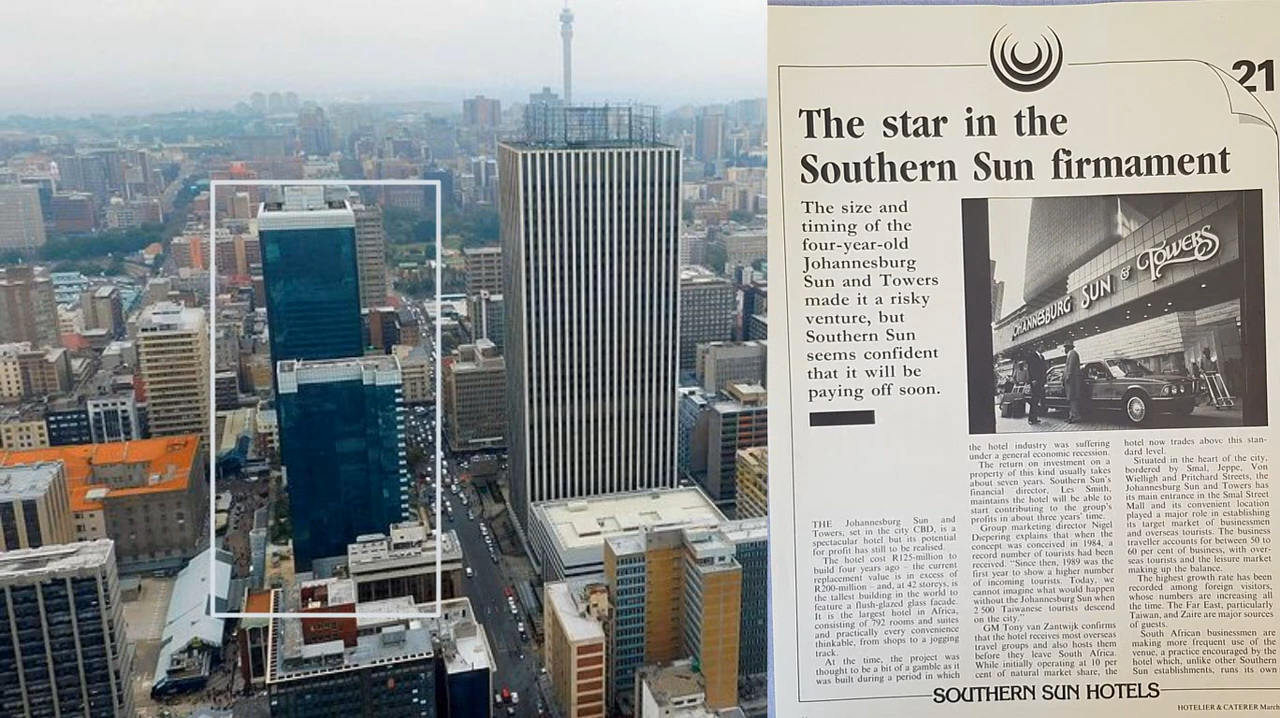 21
The star in the
Southern Sun firmament
The size and
timing of the
four-year-old
Johannesburg
Sun and Towers
made it a risky
venture, but
Southern Sun
seems confident
that it will be
paying off soon.
JOHANNESBURG SUN & TOWERS
THE Johannesburg Sun and
Towers, set in the city CBD, is a
spectacular hotel but its potential
for profit has still to be realised.
The hotel cost R125-million to
build four years ago – the current
replacement value is in excess of
R200-million – and, at 42 storeys, is
the tallest building in the world to
feature a flush-glazed glass facade.
It is the largest hotel in Africa,
consisting of 792 rooms and suites
and practically every convenience
thinkable, from shops to a jogging
track.
At the time, the project was
thought to be a bit of a gamble as it
was built during a period in which
the hotel industry was suffering
under a general economic recession.
The return on investment on a
property of this kind usually takes
about seven years. Southern Sun's
financial director, Les Smith,
maintains the hotel will be able to
start contributing to the group's
profits in about three years' time.
Group marketing director Nigel
Diepering explains that when the
concept was conceived in 1984, a
record number of tourists had been
received. "Since then, 1989 was the
first year to show a higher number
of incoming tourists. Today, we
cannot imagine what would happen
without the Johannesburg Sun when
2 500 Taiwanese tourists descend
on the city."
GM Tony van Zantwijk confirms
that the hotel receives most overseas
travel groups and also hosts them
before they leave South Africa.
While initially operating at 10 per
cent of natural market share, the
hotel now trades above this stan-
dard level.
Situated in the heart of the city,
bordered by Smal, Jeppe, Von
Wielligh and Pritchard Streets, the
Johannesburg Sun and Towers has
its main entrance in the Smal Street
Mall and its convenient location
played a major role in establishing
its target market of businessmen
and overseas tourists. The business
traveller accounts for between 50 to
60 per cent of business, with over-
seas tourists and the leisure market
making up the balance.
The highest growth rate has been
recorded among foreign visitors,
whose numbers are increasing all
the time. The Far East, particularly
Taiwan, and Zaire are major sources
of guests.
South African businessmen are
making more frequent use of the
venue, a practice encouraged by the
hotel which, unlike other Southern
Sun establishments, runs its own
SOUTHERN SUN HOTELS
HOTELIER & CATERER March